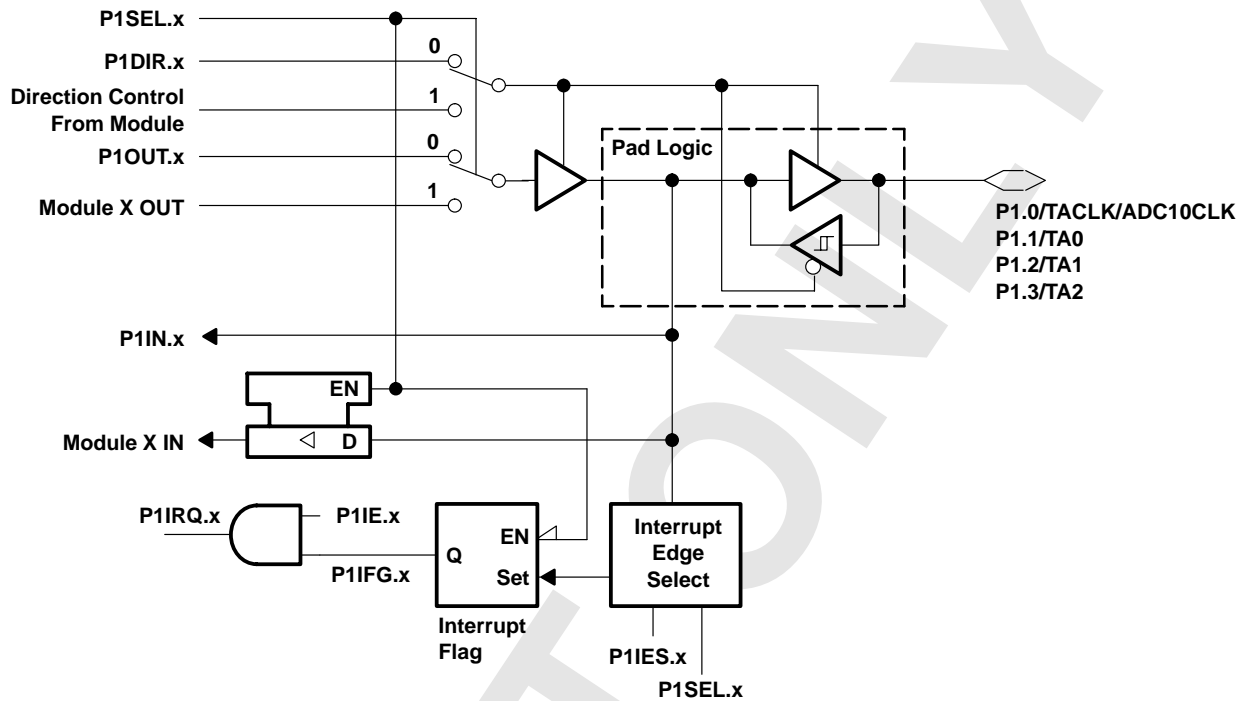 P1SEL.x
P1DIR.x
0
Direction Control
From Module
1
P1OUT.x
0
Module X OUT
1
Pad Logic
P1.0/TACLK/ADC10CLK
P1.1/TA0
P1.2/TA1
P1.3/TA2
P1IN.x
EN
Module X IN
D
P1IRQ.x
P1IE.x
P1IFG.x
Q
EN
Set
Interrupt
Flag
Interrupt
Edge
Select
P1IES.x
P1SEL.x
T ONLY